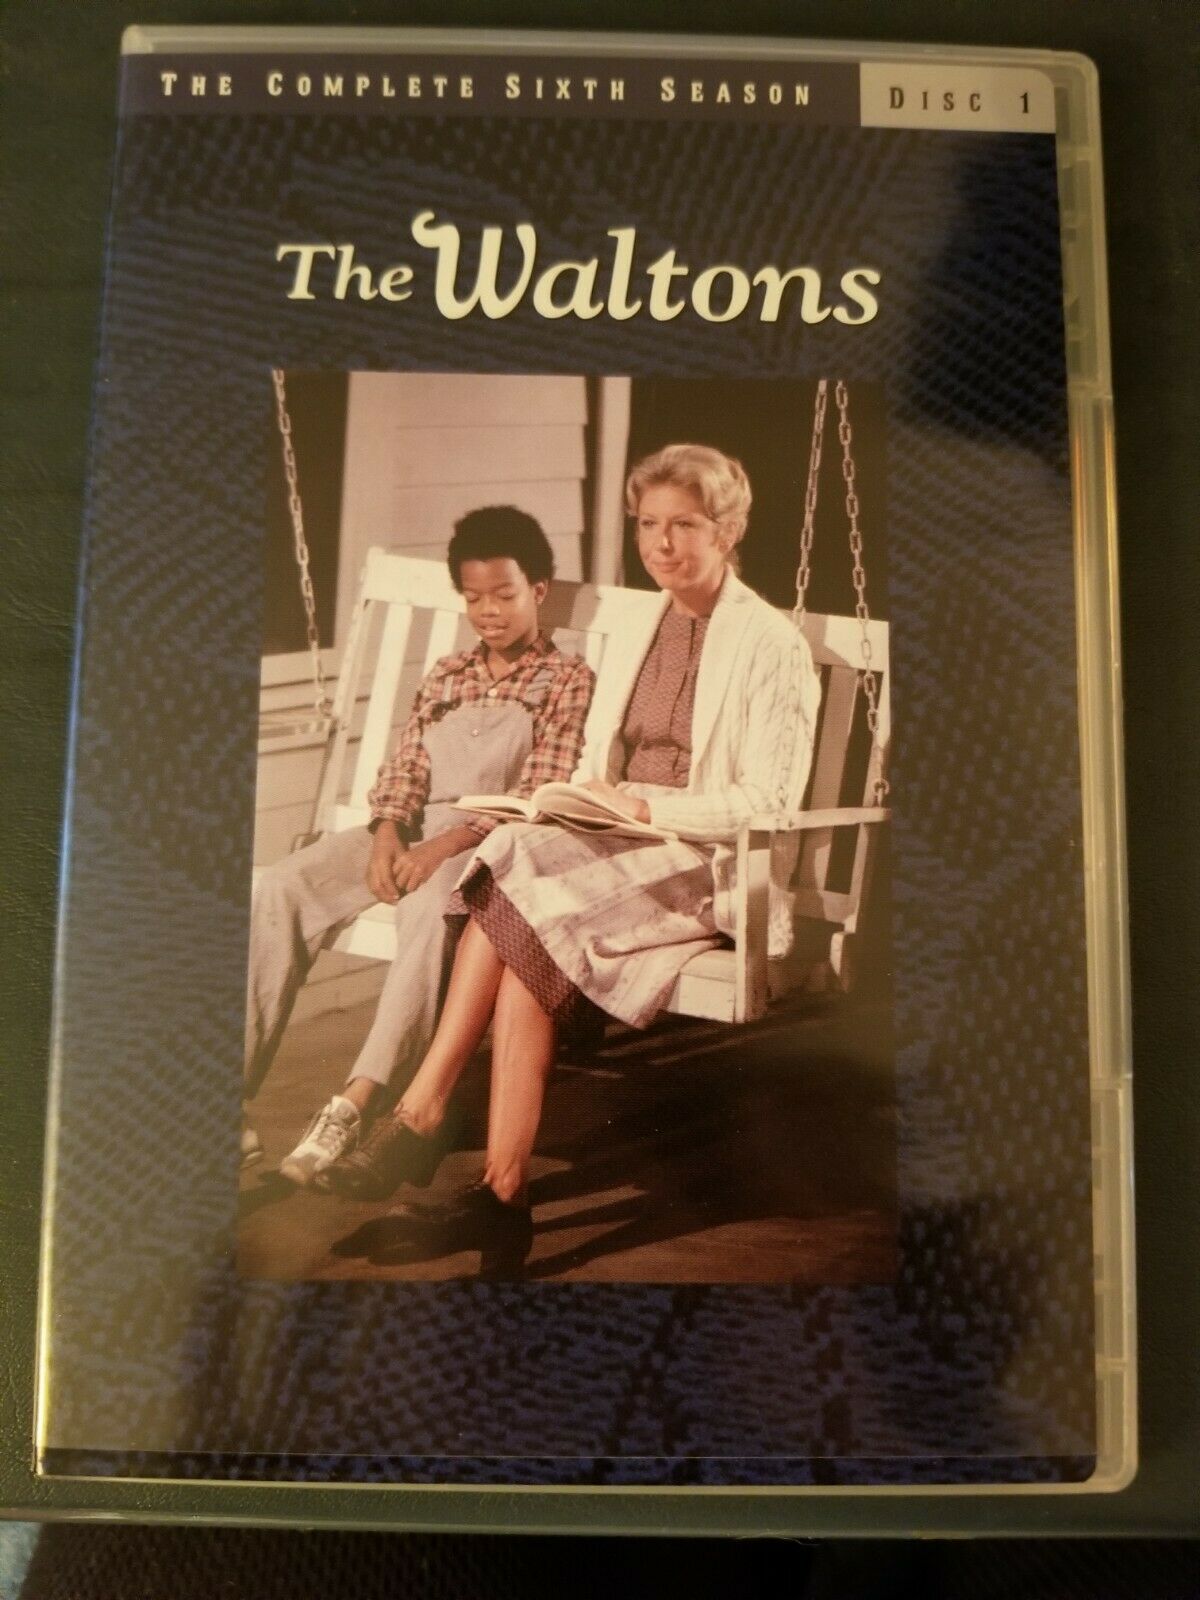 THE COMPLETE SIXTH SEASON
DISC 1
The Waltons